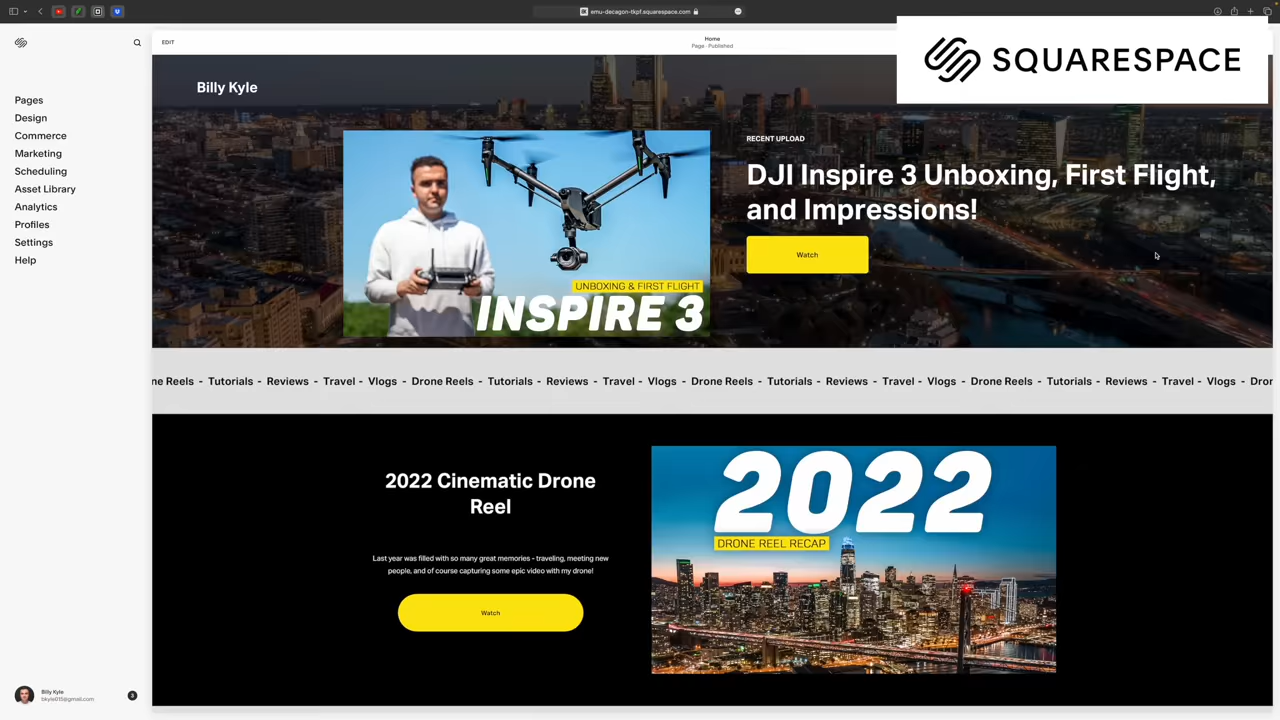 emu-decagon-tkpf.squarespace.com
EDIT
Home
Page · Published
SQUARESPACE
Pages
Design
Commerce
Marketing
Scheduling
Asset Library
Analytics
Profiles
Settings
Help
Billy Kyle
RECENT UPLOAD
DJI Inspire 3 Unboxing, First Flight,
and Impressions!
Watch
UNBOXING & FIRST FLIGHT
INSPIRE 3
ne Reels - Tutorials - Reviews - Travel - Vlogs - Drone Reels - Tutorials - Reviews - Travel - Vlogs - Drone Reels - Tutorials - Reviews - Travel - Vlogs - Drone Reels - Tutorials - Reviews - Travel - Vlogs - Dron
2022 Cinematic Drone
Reel
Last year was filled with so many great memories - traveling, meeting new
people, and of course capturing some epic video with my drone!
Watch
2022
DRONE REEL RECAP
Billy Kyle
bkyle615@gmail.com
3